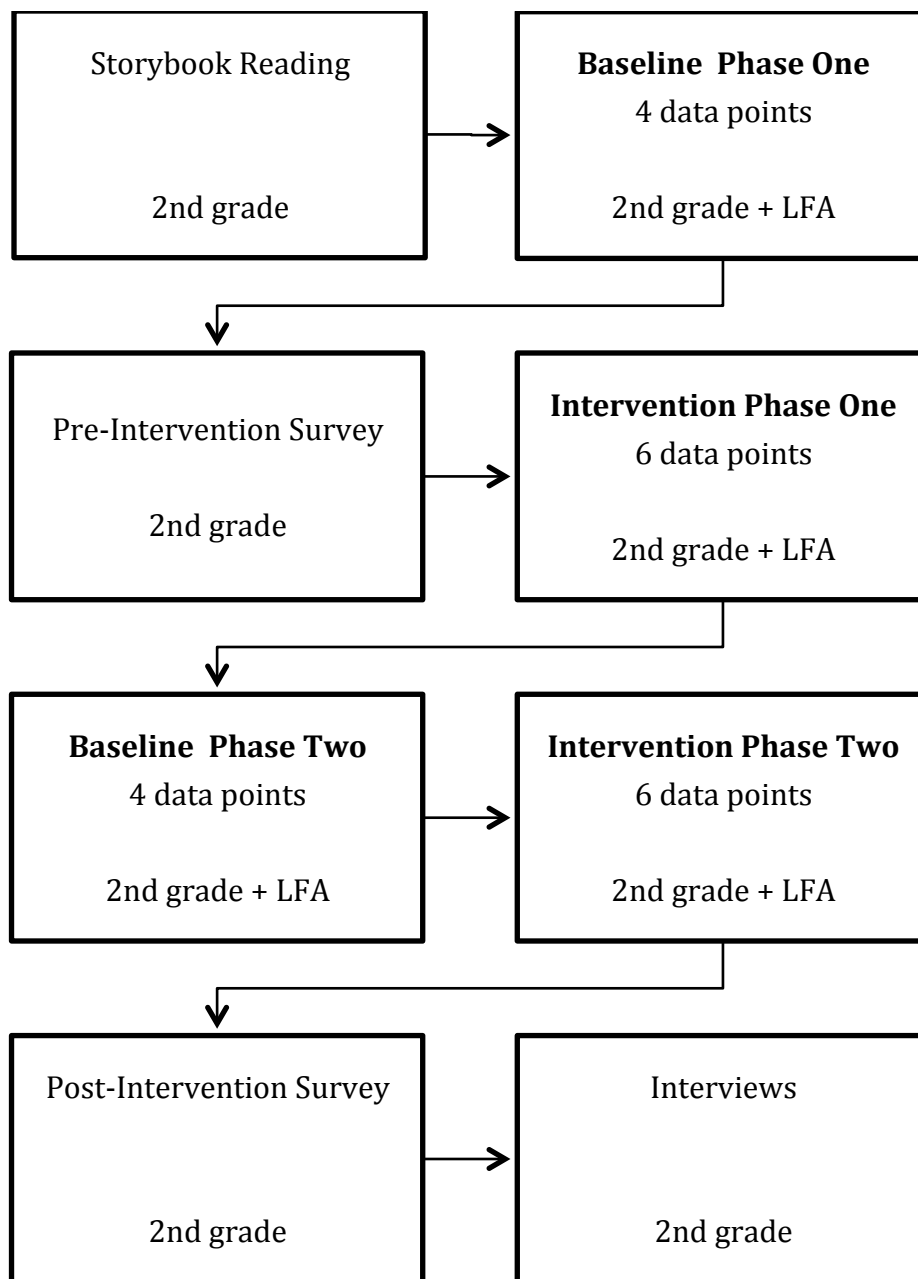 Storybook Reading
2nd grade
Baseline Phase One
4 data points
2nd grade + LFA
Pre-Intervention Survey
2nd grade
Intervention Phase One
6 data points
2nd grade + LFA
Baseline Phase Two
4 data points
2nd grade + LFA
Intervention Phase Two
6 data points
2nd grade + LFA
Post-Intervention Survey
2nd grade
Interviews
2nd grade